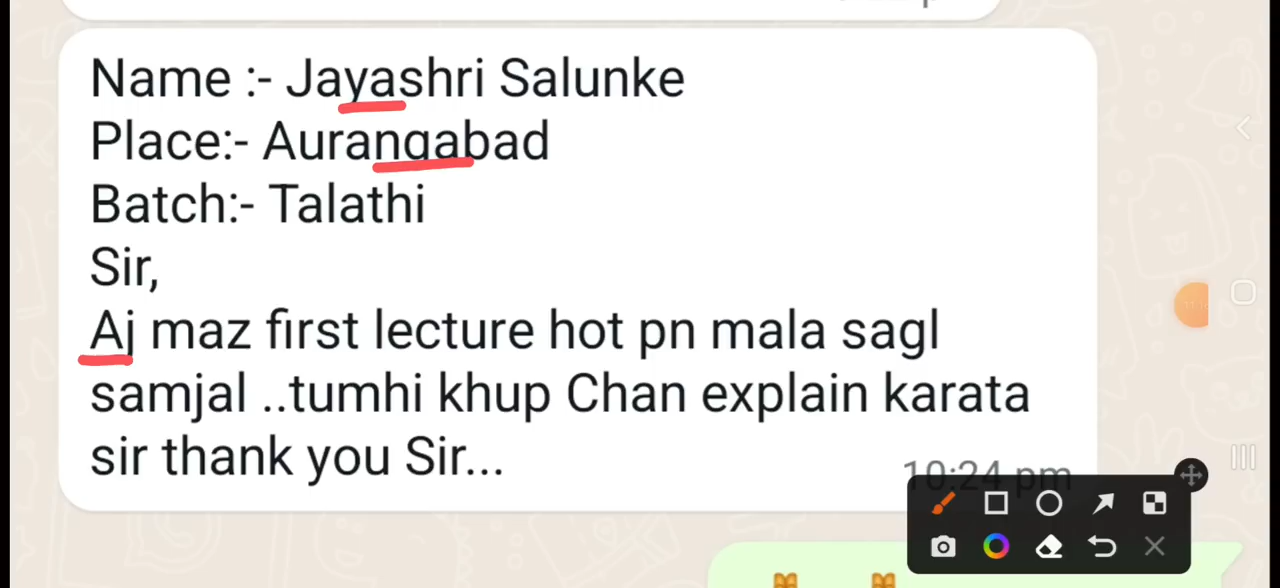 Name :- Jayashri Salunke
Place:- Aurangabad
Batch:- Talathi
Sir,
Aj maz first lecture hot pn mala sagl
samjal ..tumhi khup Chan explain karata
sir thank you Sir...
10:24 pm